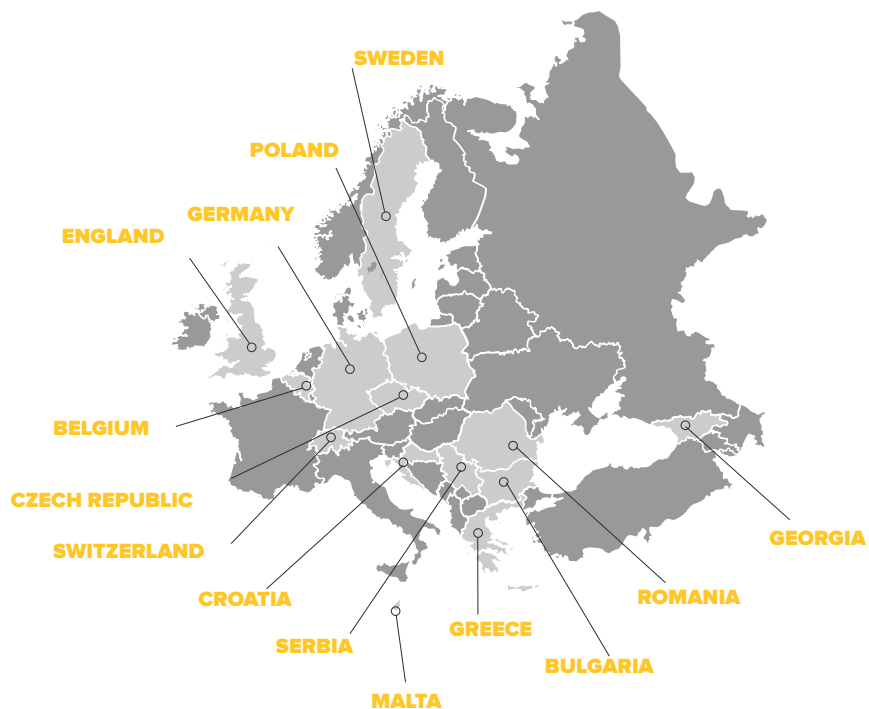 SWEDEN
POLAND
GERMANY
ENGLAND
BELGIUM
CZECH REPUBLIC
SWITZERLAND
GEORGIA
CROATIA
ROMANIA
GREECE
SERBIA
BULGARIA
MALTA